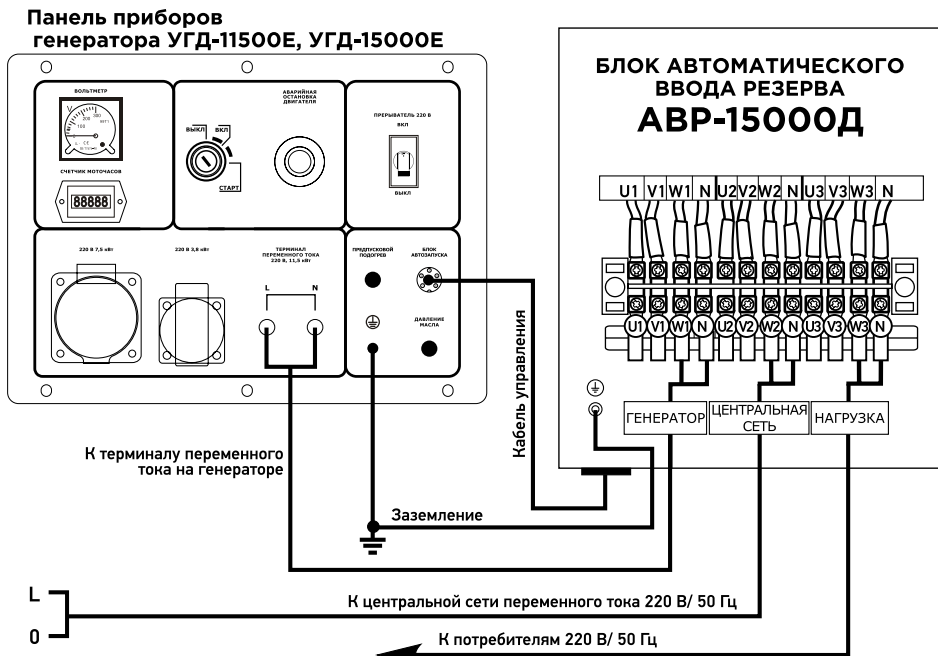 Панель приборов
генератора УГД-11500Е, УГД-15000Е
БЛОК АВТОМАТИЧЕСКОГО
ВВОДА РЕЗЕРВА
АВР-15000Д
ВОЛЬТМЕТР
V
100
200
300
СЧЕТЧИК МОТОЧАСОВ
88888
ВЫКЛ
ВКЛ
СТАРТ
АВАРИЙНАЯ
ОСТАНОВКА
ДВИГАТЕЛЯ
ПРЕРЫВАТЕЛЬ 220 В
ВКЛ
ВЫКЛ
220 В 7,5 кВт
220 В 3,8 кВт
ТЕРМИНАЛ
ПЕРЕМЕННОГО ТОКА
220 В, 11,5 кВт
L N
ПРЕДПУСКОВОЙ
ПОДОГРЕВ
БЛОК
АВТОЗАПУСКА
ДАВЛЕНИЕ
МАСЛА
U1 V1 W1 N U2 V2 W2 N U3 V3 W3 N
U1 V1 W1 N U2 V2 W2 N U3 V3 W3 N
ГЕНЕРАТОР
ЦЕНТРАЛЬНАЯ
СЕТЬ
НАГРУЗКА
Кабель управления
К терминалу переменного
тока на генераторе
Заземление
L
0
К центральной сети переменного тока 220 В/ 50 Гц
К потребителям 220 В/ 50 Гц